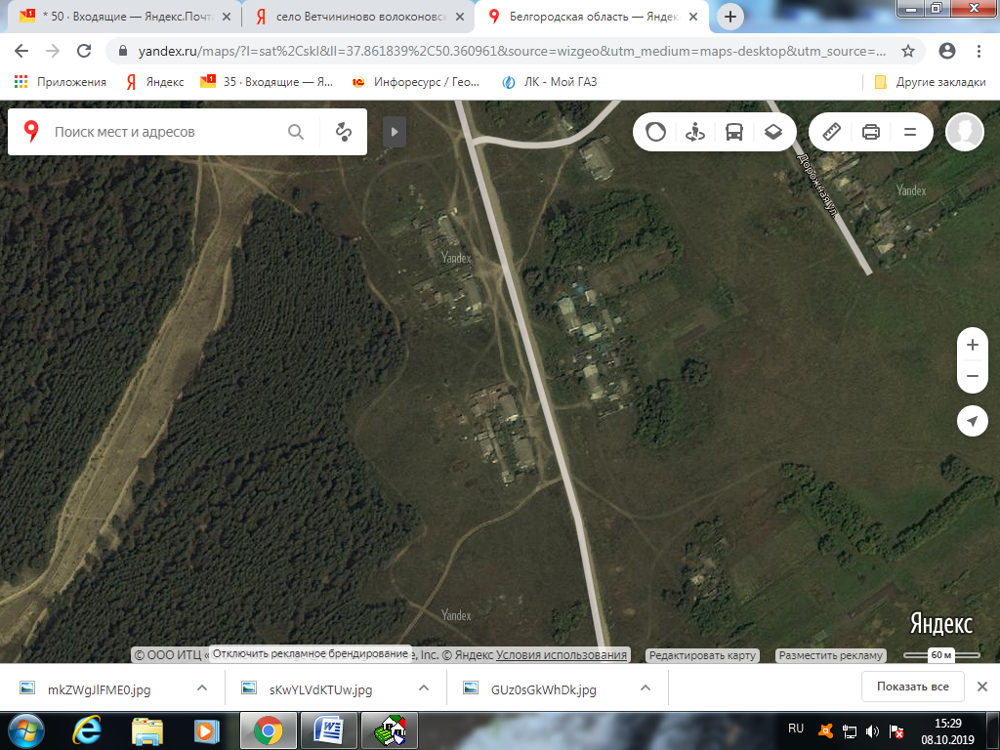 * 50 · Входящие — Яндекс.Почта
село Ветчининово волоконовск
Белгородская область — Яндек
yandex.ru/maps/?l=sat%2Cskl&ll=37.861839%2C50.360961&source=wizgeo&utm_medium=maps-desktop&utm_source=...
Приложения
Яндекс
35 · Входящие — Я...
Инфоресурс / Гео...
ЛК - Мой ГАЗ
Другие закладки
Поиск мест и адресов
Дорожная ул.
Yandex
Yandex
Yandex
Яндекс
© ООО ИТЦ «
Отключить рекламное брендирование
, Inc. © Яндекс Условия использования
Редактировать карту
Разместить рекламу
60 м
mkZWgJlFME0.jpg
sKwYLVdKTUw.jpg
GUz0sGkWhDk.jpg
Показать все
RU
15:29
08.10.2019